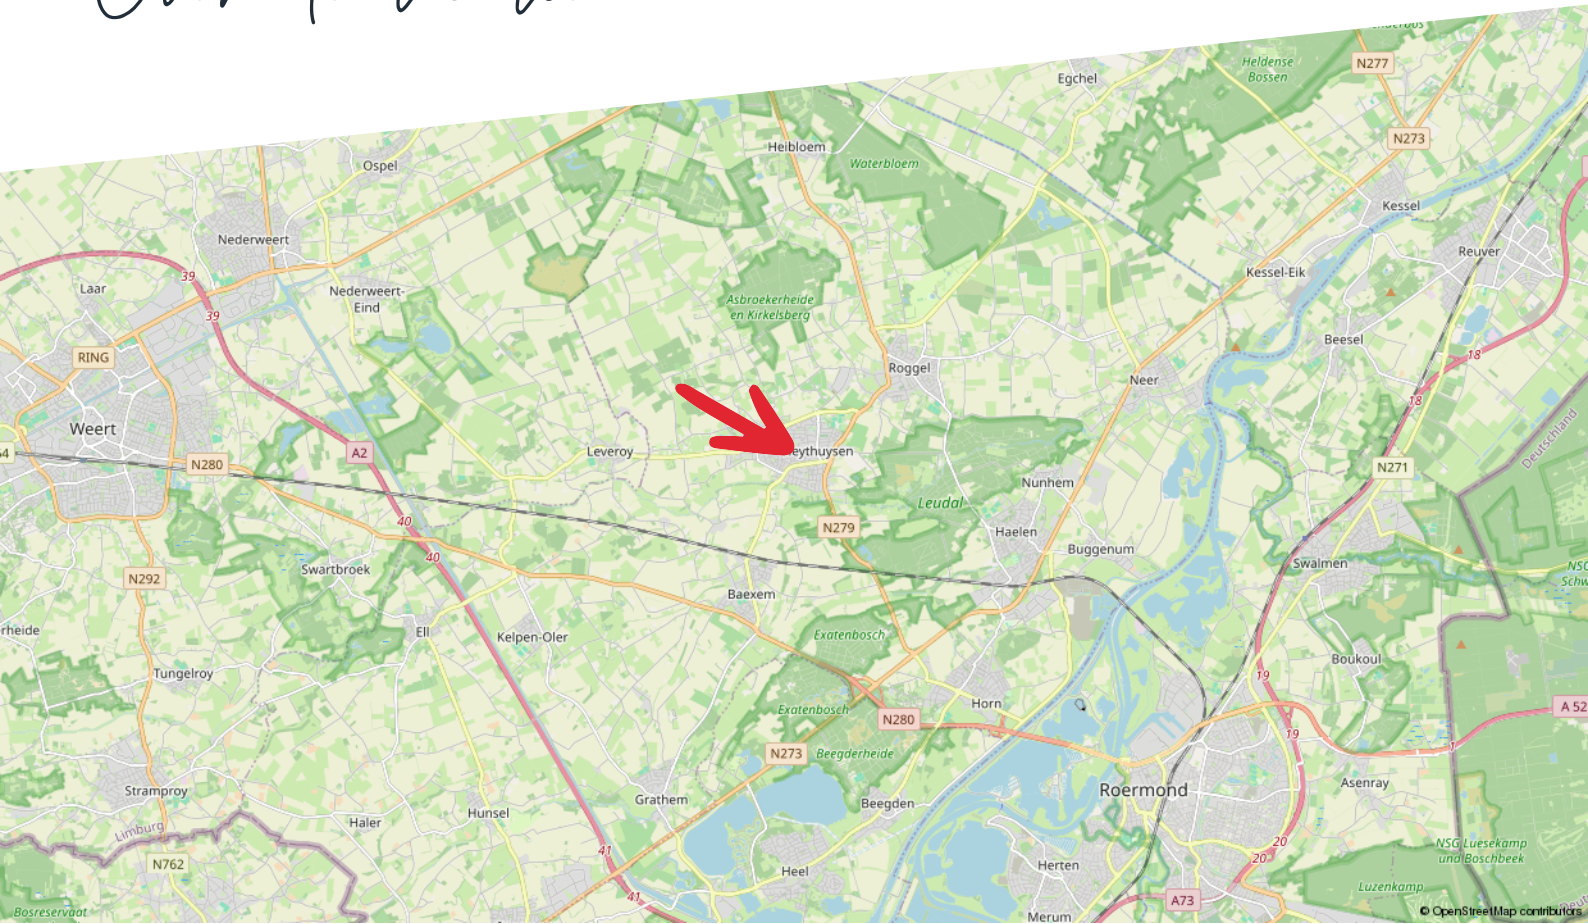 Egchel
Heldense
Bossen
N277
N273
Heibloem
Waterbloem
Ospel
Kessel
Nederweert
Reuver
39
Laar
Nederweert-
Eind
Kessel-Eik
Asbroekerheide
en Kirkelsberg
39
Beesel
RING
18
Roggel
Neer
18
Weert
A2
Leveroy
eythuysen
N280
N271
Deutschland
Nunhem
Leudal
40
N279
Haelen
Buggenum
40
Swartbroek
Swalmen
N292
Baexem
Ell
Kelpen-Oler
Exatenbosch
Boukoul
Tungelroy
19
Horn
Exatenbosch
N280
A 52
19
1
N273
Beegderheide
Asenray
Stramproy
Roermond
Grathem
Beegden
Hunsel
Haler
Limburg
20
NSG Luesekamp
und Boschbeek
41
20
N762
Heel
Herten
Luzenkamp
41
A73
Bosreservaat
Merum
© OpenStreetMap contributors